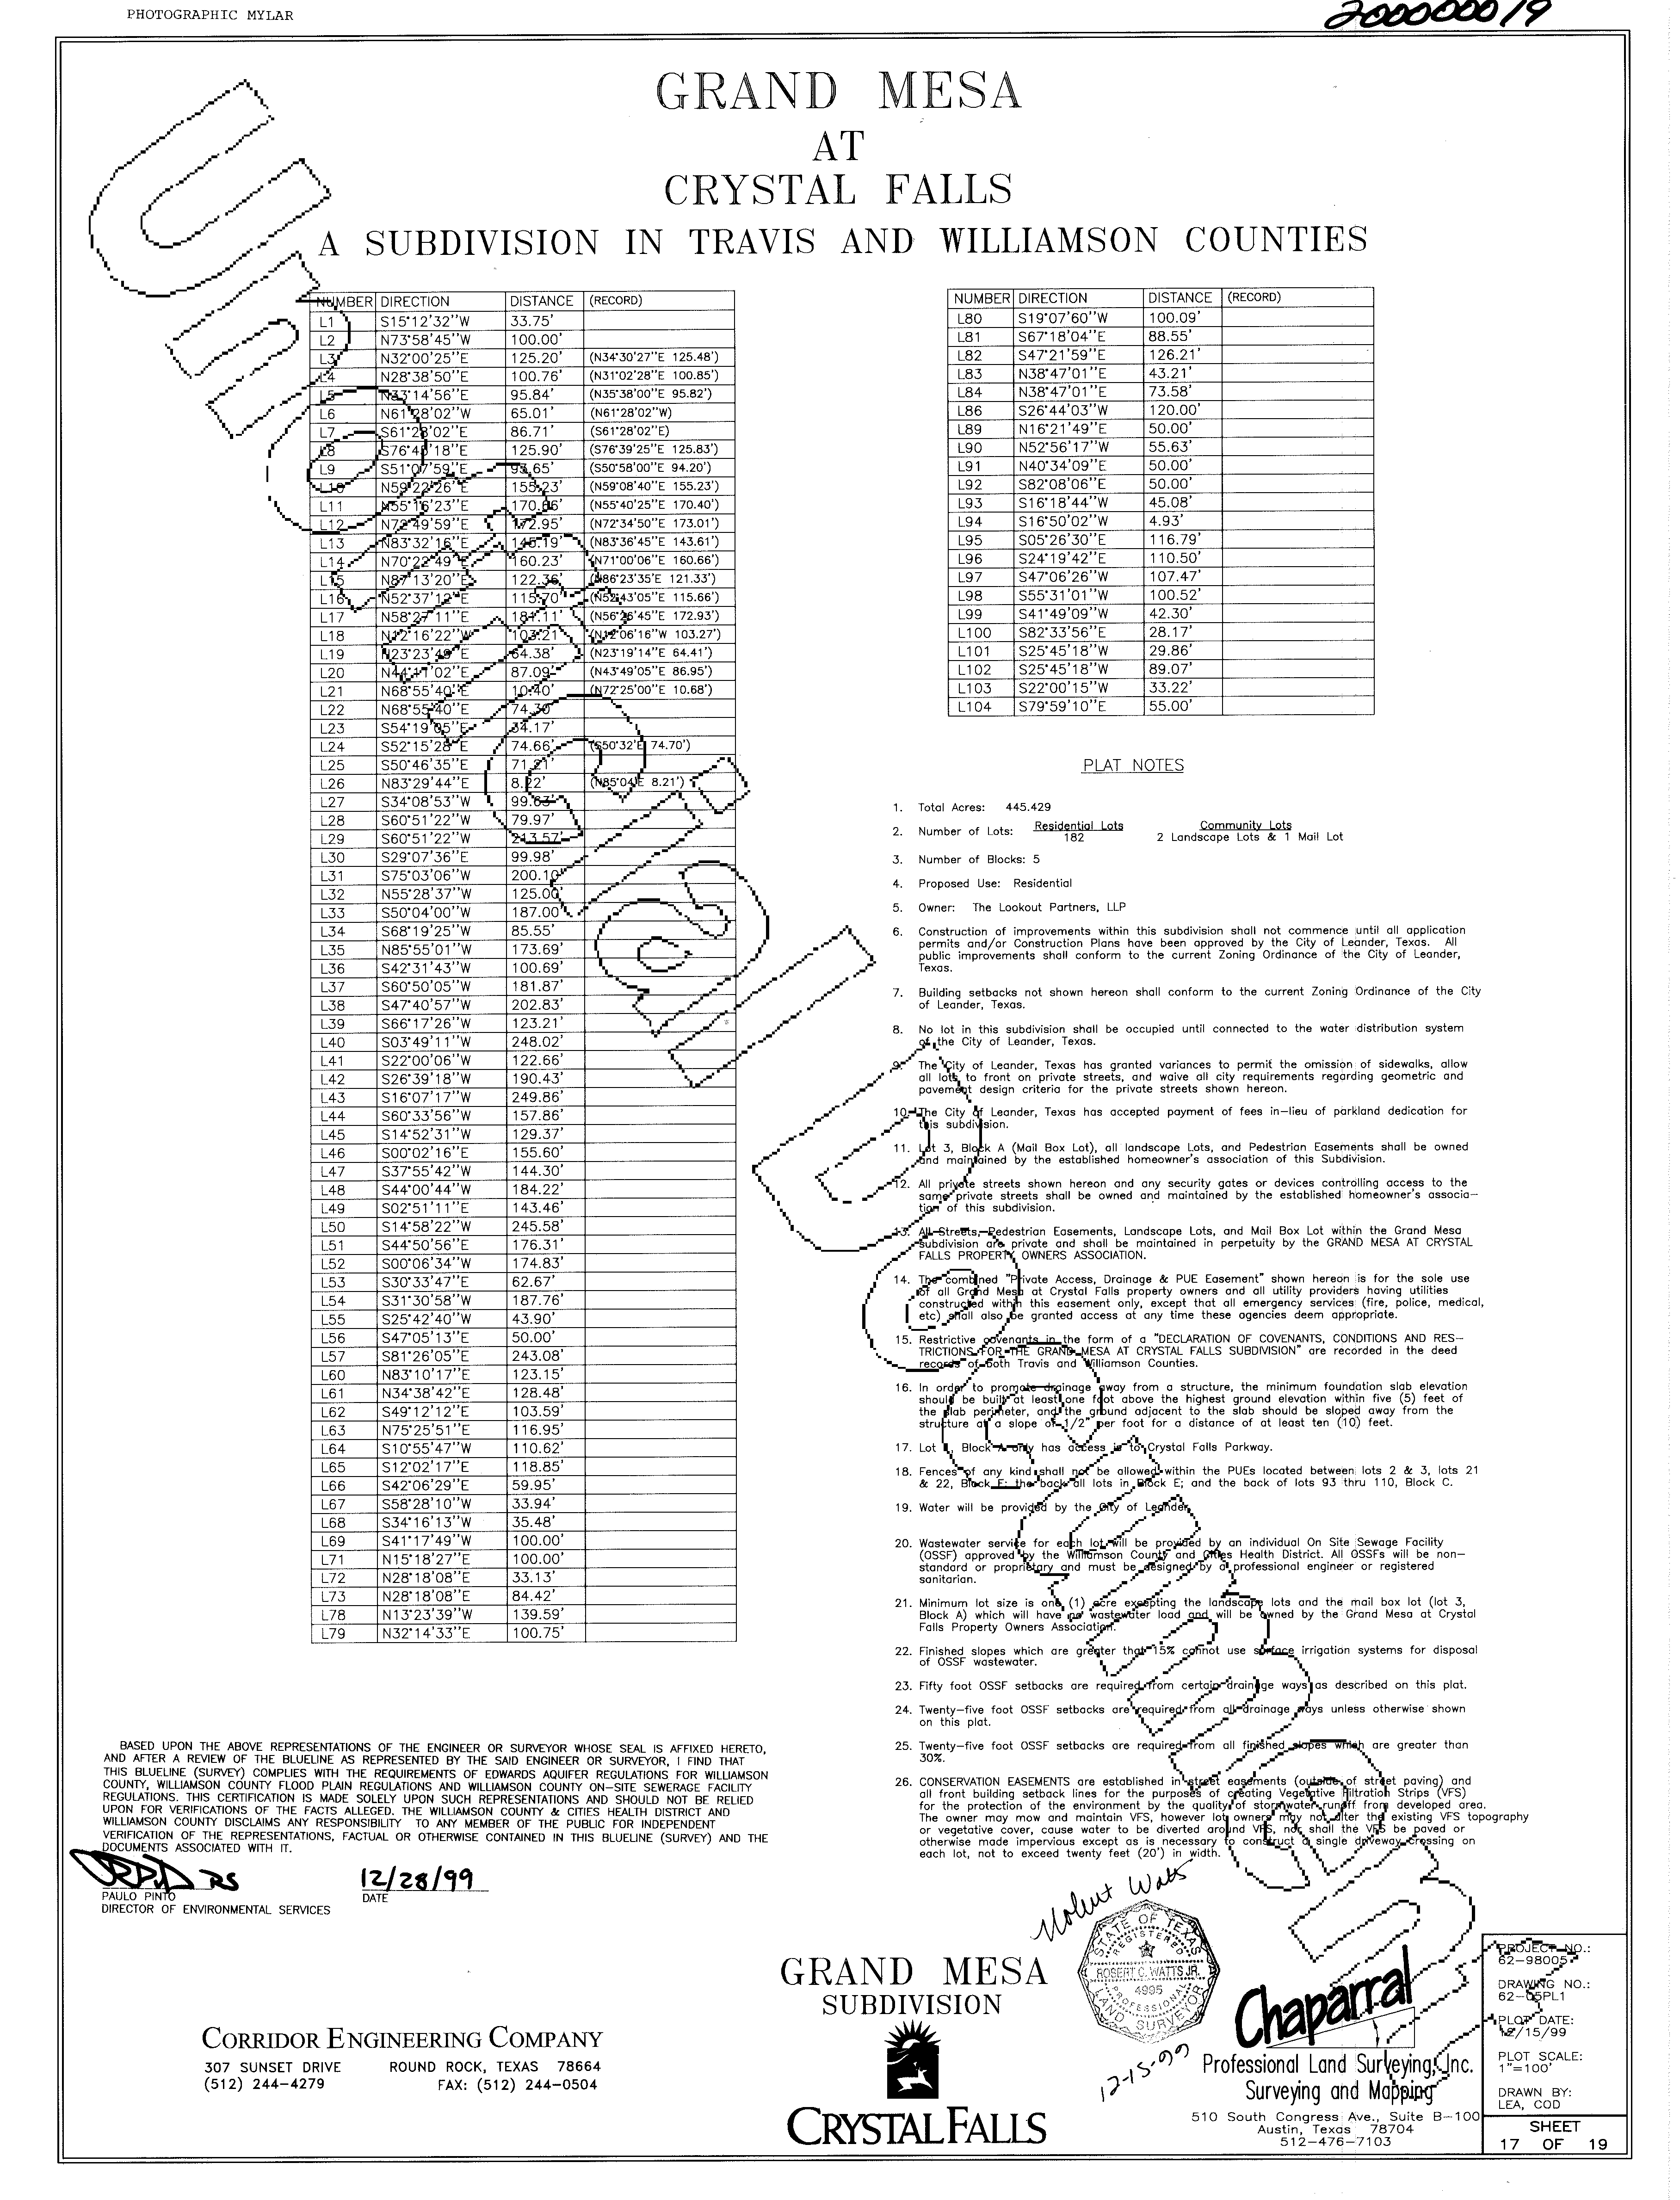 PHOTOGRAPHIC MYLAR
200000019
GRAND MESA
AT
CRYSTAL FALLS
A SUBDIVISION IN TRAVIS AND WILLIAMSON COUNTIES
NUMBER DIRECTION DISTANCE (RECORD)
L1 S15°12'32"W 33.75'
L2 N73°58'45"W 100.00'
L3 N32°00'25"E 125.20' (N34°30'27"E 125.48')
L4 N28°38'50"E 100.76' (N31°02'28"E 100.85')
L5 N33°14'56"E 95.84' (N35°38'00"E 95.82')
L6 N61°28'02"W 65.01' (N61°28'02"W)
L7 S61°28'02"E 86.71' (S61°28'02"E)
L8 125.90' (S76°39'25"E 125.83')
L9 S51°07'59"E 93.65' (S50°58'00"E 94.20')
L10 N59°22'26"E 155.23' (N59°08'40"E 155.23')
L11 N55°16'23"E (N55°40'25"E 170.40')
L12 N72°49'59"E 172.95' (N72°34'50"E 173.01')
L13 N83°32'16"E 145.19' (N83°36'45"E 143.61')
L14 N70°22'49"E 160.23' (N71°00'06"E 160.66')
L15 N87°13'20"E 122.36' (N86°23'35'E 121.33')
L16 N52°37'12"E 115.70' (N52°43'05"E 115.66')
L17 N58°27'11"E (N56°26'45"E 172.93')
L18 N12°16'22"W 103.21' (N12°06'16"W 103.27')
L19 N23°23'49"E 64.38' (N23°19'14"E 64.41')
L20 N44°11'02"E 87.09' (N43°49'05"E 86.95')
L21 N68°55'40"E 10.40' (N72°25'00"E 10.68')
L22 N68°55'40"E 74.30'
L23 S54°19'05"E 34.17'
L24 S52°15'28"E 74.66' (S50°32'E 74.70')
L25 S50°46'35"E 71.21'
L26 N83°29'44"E 8.22' (N85°04'E 8.21')
L27 S34°08'53"W 99.63'
L28 S60°51'22"W 79.97'
L29 S60°51'22"W 213.57'
L30 S29°07'36"E 99.98'
L31 S75°03'06"W 200.10'
L32 N55°28'37"W 125.00'
L33 S50°04'00"W 187.00'
L34 S68°19'25"W 85.55'
L35 N85°55'01"W 173.69'
L36 S42°31'43"W 100.69'
L37 S60°50'05"W 181.87'
L38 S47°40'57"W 202.83'
L39 S66°17'26"W 123.21'
L40 S03°49'11"W 248.02'
L41 S22°00'06"W 122.66'
L42 S26°39'18"W 190.43'
L43 S16°07'17"W 249.86'
L44 S60°33'56"W 157.86'
L45 S14°52'31"W 129.37'
L46 S00°02'16"E 155.60'
L47 S37°55'42"W 144.30'
L48 S44°00'44"W 184.22'
L49 S02°51'11"E 143.46'
L50 S14°58'22"W 245.58'
L51 S44°50'56"E 176.31'
L52 S00°06'34"W 174.83'
L53 S30°33'47"E 62.67'
L54 S31°30'58"W 187.76'
L55 S25°42'40"W 43.90'
L56 S47°05'13"E 50.00'
L57 S81°26'05"E 243.08'
L60 N83°10'17"E 123.15'
L61 N34°38'42"E 128.48'
L62 S49°12'12"E 103.59'
L63 N75°25'51"E 116.95'
L64 S10°55'47"W 110.62'
L65 S12°02'17"E 118.85'
L66 S42°06'29"E 59.95'
L67 S58°28'10"W 33.94'
L68 S34°16'13"W 35.48'
L69 S41°17'49"W 100.00'
L71 N15°18'27"E 100.00'
L72 N28°18'08"E 33.13'
L73 N28°18'08"E 84.42'
L78 N13°23'39"W 139.59'
L79 N32°14'33"E 100.75'
NUMBER DIRECTION DISTANCE (RECORD)
L80 S19°07'60"W 100.09'
L81 S67°18'04"E 88.55'
L82 S47°21'59"E 126.21'
L83 N38°47'01"E 43.21'
L84 N38°47'01"E 73.58'
L86 S26°44'03"W 120.00'
L89 N16°21'49"E 50.00'
L90 N52°56'17"W 55.63'
L91 N40°34'09"E 50.00'
L92 S82°08'06"E 50.00'
L93 S16°18'44"W 45.08'
L94 S16°50'02"W 4.93'
L95 S05°26'30"E 116.79'
L96 S24°19'42"E 110.50'
L97 S47°06'26"W 107.47'
L98 S55°31'01"W 100.52'
L99 S41°49'09"W 42.30'
L100 S82°33'56"E 28.17'
L101 S25°45'18"W 29.86'
L102 S25°45'18"W 89.07'
L103 S22°00'15"W 33.22'
L104 S79°59'10"E 55.00'
PLAT NOTES
1. Total Acres: 445.429
2. Number of Lots: Residential Lots Community Lots
182 2 Landscape Lots & 1 Mail Lot
3. Number of Blocks: 5
4. Proposed Use: Residential
5. Owner: The Lookout Partners, LLP
6. Construction of improvements within this subdivision shall not commence until all application
permits and/or Construction Plans have been approved by the City of Leander, Texas. All
public improvements shall conform to the current Zoning Ordinance of the City of Leander,
Texas.
7. Building setbacks not shown hereon shall conform to the current Zoning Ordinance of the City
of Leander, Texas.
8. No lot in this subdivision shall be occupied until connected to the water distribution system
of the City of Leander, Texas.
9. The City of Leander, Texas has granted variances to permit the omission of sidewalks, allow
all lots to front on private streets, and waive all city requirements regarding geometric and
pavement design criteria for the private streets shown hereon.
10. The City of Leander, Texas has accepted payment of fees in-lieu of parkland dedication for
this subdivision.
11. Lot 3, Block A (Mail Box Lot), all landscape Lots, and Pedestrian Easements shall be owned
and maintained by the established homeowner's association of this Subdivision.
12. All private streets shown hereon and any security gates or devices controlling access to the
same private streets shall be owned and maintained by the established homeowner's associa-
tion of this subdivision.
13. All Streets, Pedestrian Easements, Landscape Lots, and Mail Box Lot within the Grand Mesa
subdivision are private and shall be maintained in perpetuity by the GRAND MESA AT CRYSTAL
FALLS PROPERTY OWNERS ASSOCIATION.
14. The combined "Private Access, Drainage & PUE Easement" shown hereon is for the sole use
of all Grand Mesa at Crystal Falls property owners and all utility providers having utilities
constructed within this easement only, except that all emergency services (fire, police, medical,
etc) shall also be granted access at any time these agencies deem appropriate.
15. Restrictive covenants in the form of a "DECLARATION OF COVENANTS, CONDITIONS AND RES-
TRICTIONS FOR THE GRAND MESA AT CRYSTAL FALLS SUBDIVISION" are recorded in the deed
records of both Travis and Williamson Counties.
16. In order to promote drainage away from a structure, the minimum foundation slab elevation
should be built at least one foot above the highest ground elevation within five (5) feet of
the slab perimeter, and the ground adjacent to the slab should be sloped away from the
structure at a slope of 1/2" per foot for a distance of at least ten (10) feet.
17. Lot 1, Block A only has access to Crystal Falls Parkway.
18. Fences of any kind shall not be allowed within the PUEs located between lots 2 & 3, lots 21
& 22, Block E; the back all lots in Block E; and the back of lots 93 thru 110, Block C.
19. Water will be provided by the City of Leander.
20. Wastewater service for each lot will be provided by an individual On Site Sewage Facility
(OSSF) approved by the Williamson County and Cities Health District. All OSSFs will be non-
standard or proprietary and must be designed by a professional engineer or registered
sanitarian.
21. Minimum lot size is one (1) acre excepting the landscape lots and the mail box lot (lot 3,
Block A) which will have no wastewater load and will be owned by the Grand Mesa at Crystal
Falls Property Owners Association.
22. Finished slopes which are greater that 15% cannot use surface irrigation systems for disposal
of OSSF wastewater.
23. Fifty foot OSSF setbacks are required from certain drainage ways as described on this plat.
24. Twenty-five foot OSSF setbacks are required from all drainage ways unless otherwise shown
on this plat.
25. Twenty-five foot OSSF setbacks are required from all finished slopes which are greater than
30%.
26. CONSERVATION EASEMENTS are established in street easements (outside of street paving) and
all front building setback lines for the purposes of creating Vegetative Filtration Strips (VFS)
for the protection of the environment by the quality of stormwater runoff from developed area.
The owner may mow and maintain VFS, however lot owners may not alter the existing VFS topography
or vegetative cover, cause water to be diverted around VFS, nor shall the VFS be paved or
otherwise made impervious except as is necessary to construct a single driveway crossing on
each lot, not to exceed twenty feet (20') in width.
BASED UPON THE ABOVE REPRESENTATIONS OF THE ENGINEER OR SURVEYOR WHOSE SEAL IS AFFIXED HERETO,
AND AFTER A REVIEW OF THE BLUELINE AS REPRESENTED BY THE SAID ENGINEER OR SURVEYOR, I FIND THAT
THIS BLUELINE (SURVEY) COMPLIES WITH THE REQUIREMENTS OF EDWARDS AQUIFER REGULATIONS FOR WILLIAMSON
COUNTY, WILLIAMSON COUNTY FLOOD PLAIN REGULATIONS AND WILLIAMSON COUNTY ON-SITE SEWERAGE FACILITY
REGULATIONS. THIS CERTIFICATION IS MADE SOLELY UPON SUCH REPRESENTATIONS AND SHOULD NOT BE RELIED
UPON FOR VERIFICATIONS OF THE FACTS ALLEGED. THE WILLIAMSON COUNTY & CITIES HEALTH DISTRICT AND
WILLIAMSON COUNTY DISCLAIMS ANY RESPONSIBILITY TO ANY MEMBER OF THE PUBLIC FOR INDEPENDENT
VERIFICATION OF THE REPRESENTATIONS, FACTUAL OR OTHERWISE CONTAINED IN THIS BLUELINE (SURVEY) AND THE
DOCUMENTS ASSOCIATED WITH IT.
RS 12/28/99
PAULO PINTO DATE
DIRECTOR OF ENVIRONMENTAL SERVICES
Unofficial Document
Robert Watts
STATE OF TEXAS
REGISTERED
ROBERT C. WATTS JR.
4995
PROFESSIONAL
LAND SURVEYOR
12-15-99
GRAND MESA
SUBDIVISION
CRYSTAL FALLS
CORRIDOR ENGINEERING COMPANY
307 SUNSET DRIVE ROUND ROCK, TEXAS 78664
(512) 244-4279 FAX: (512) 244-0504
Chaparral
Professional Land Surveying, Inc.
Surveying and Mapping
510 South Congress Ave., Suite B-100
Austin, Texas 78704
512-476-7103
PROJECT NO.:
62-98005
DRAWING NO.:
62-05PL1
PLOT DATE:
12/15/99
PLOT SCALE:
1"=100'
DRAWN BY:
LEA, COD
SHEET
17 OF 19